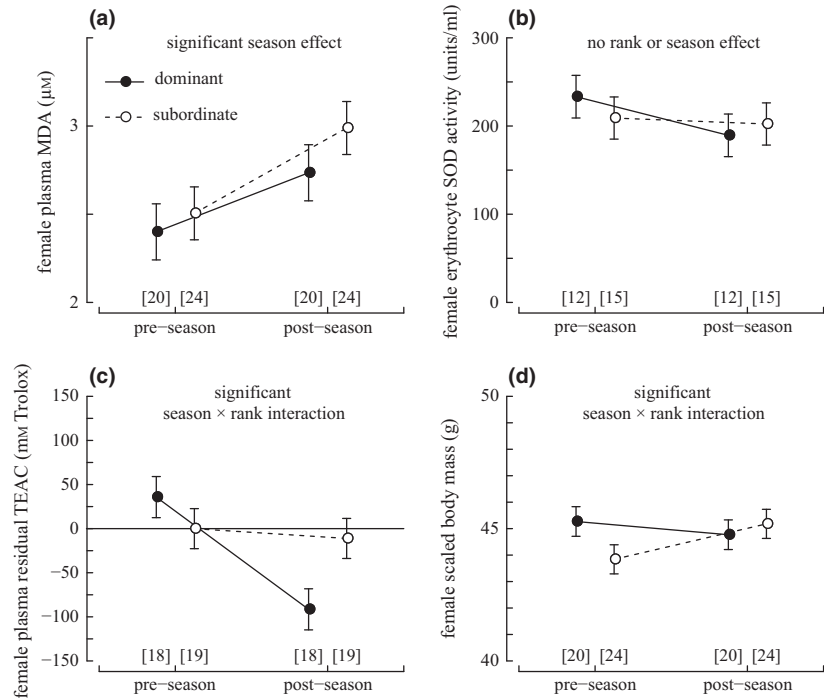 (a)
significant season effect
dominant
subordinate
female plasma MDA (µM)
3
2
[20] [24]
[20] [24]
pre−season
post−season
(b)
no rank or season effect
female erythrocyte SOD activity (units/ml)
300
200
100
0
[12] [15]
[12] [15]
pre−season
post−season
(c)
significant
season × rank interaction
female plasma residual TEAC (mM Trolox)
150
100
50
25
0
−50
−75
−100
−150
[18] [19]
[18] [19]
pre−season
post−season
(d)
significant
season × rank interaction
female scaled body mass (g)
50
45
45
40
[20] [24]
[20] [24]
pre−season
post−season